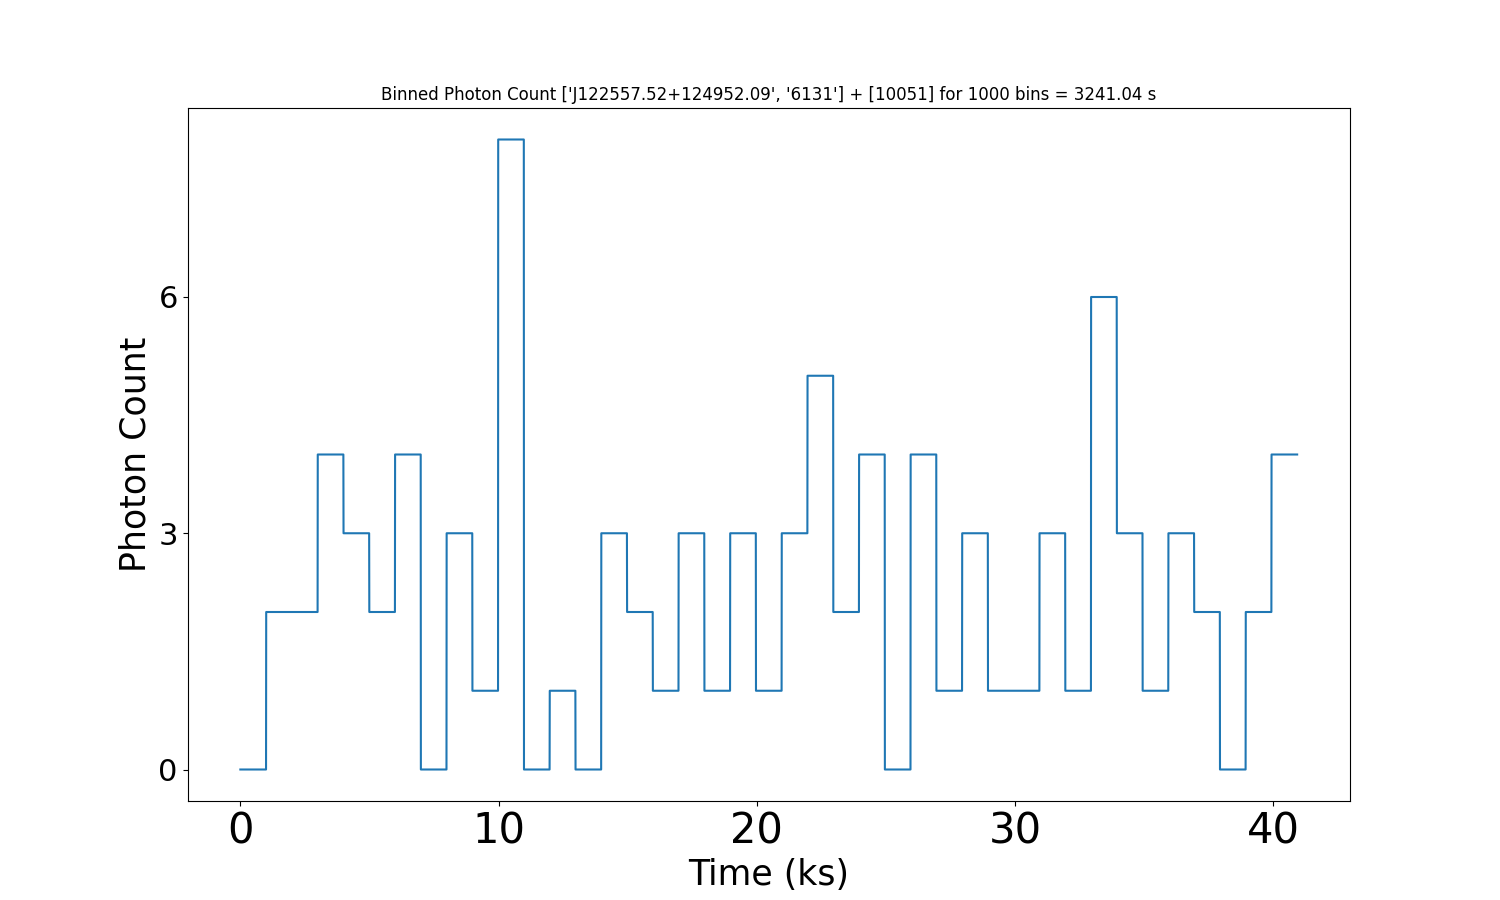 Binned Photon Count ['J122557.52+124952.09', '6131'] + [10051] for 1000 bins = 3241.04 s
Photon Count
6
3
0
0 10 20 30 40
Time (ks)